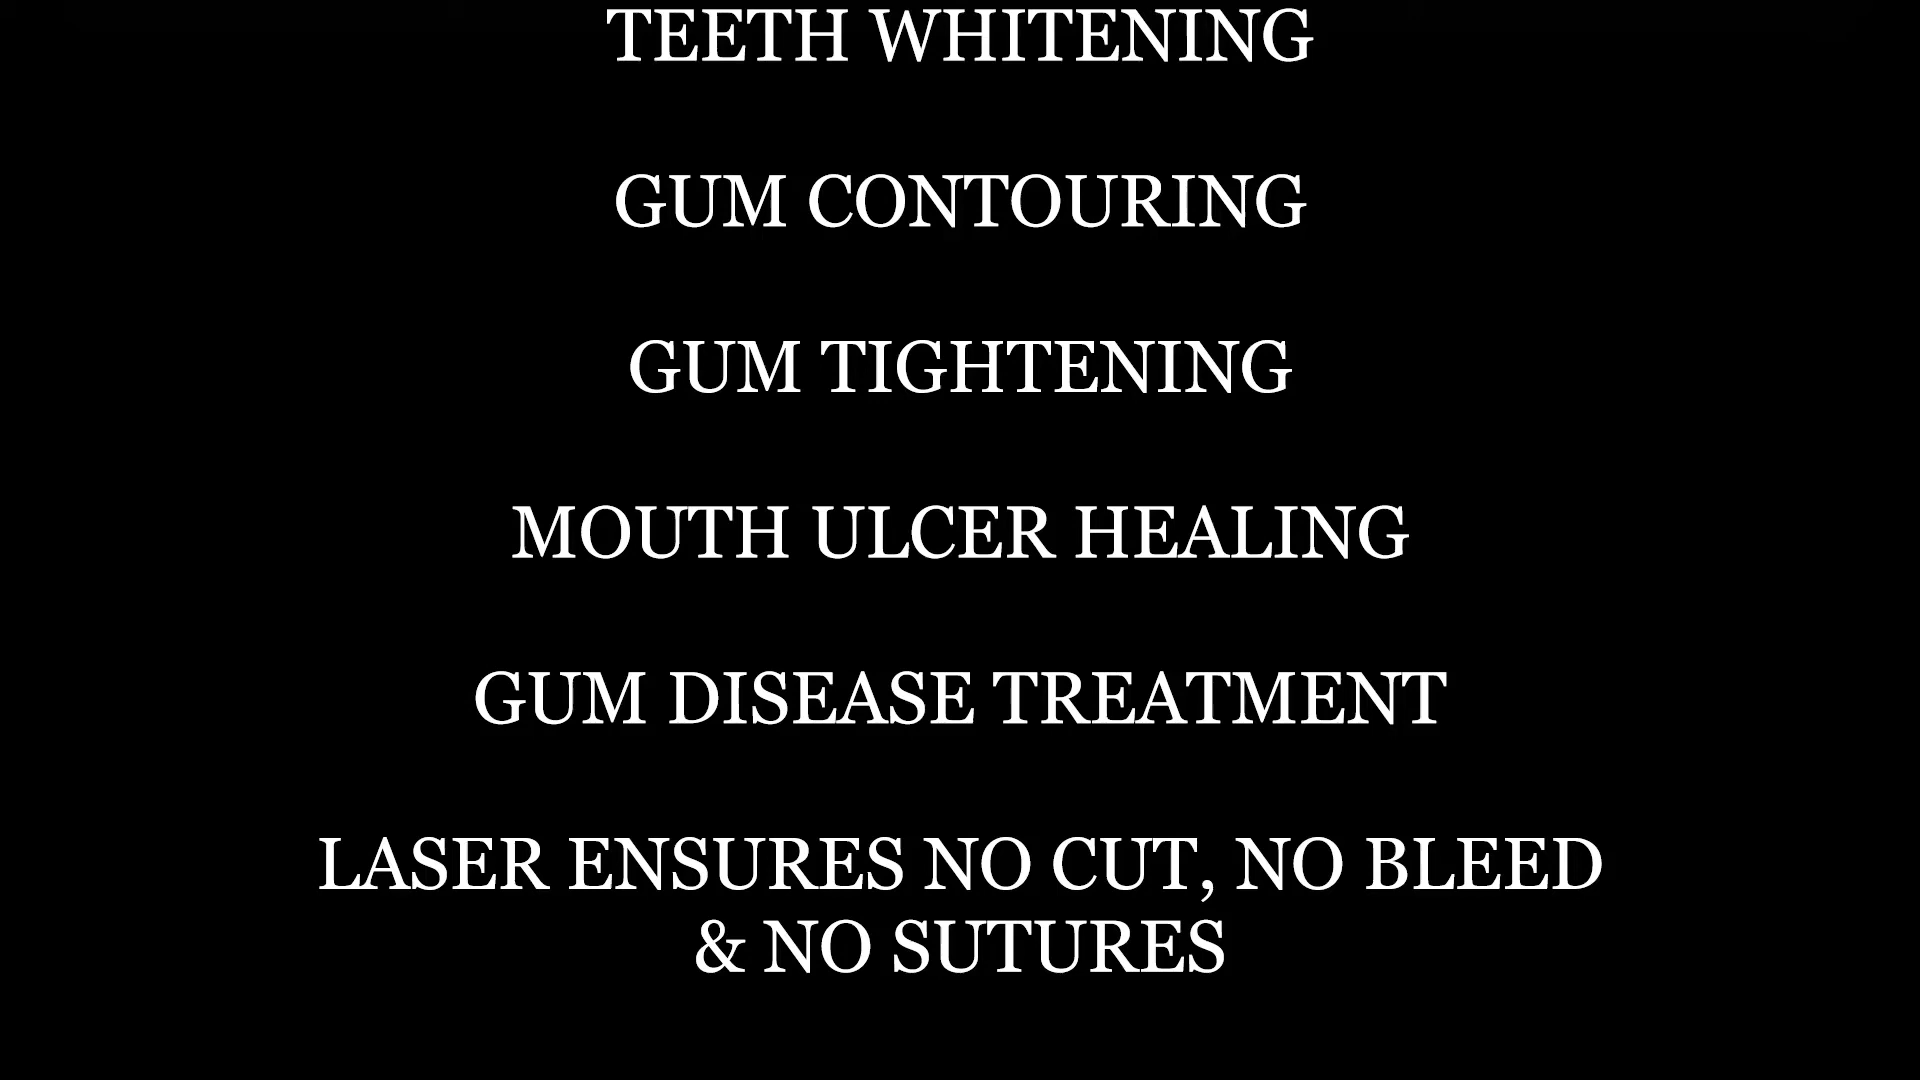 TEETH WHITENING
GUM CONTOURING
GUM TIGHTENING
MOUTH ULCER HEALING
GUM DISEASE TREATMENT
LASER ENSURES NO CUT, NO BLEED
& NO SUTURES